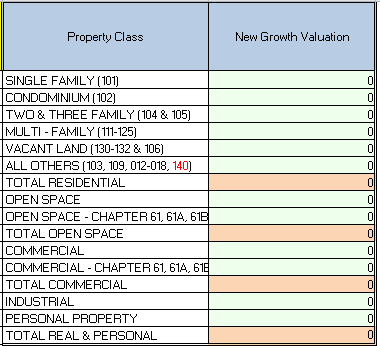 Property Class New Growth Valuation
SINGLE FAMILY (101) 0
CONDOMINIUM (102) 0
TWO & THREE FAMILY (104 & 105) 0
MULTI - FAMILY (111-125) 0
VACANT LAND (130-132 & 106) 0
ALL OTHERS (103, 109, 012-018, 140) 0
TOTAL RESIDENTIAL 0
OPEN SPACE 0
OPEN SPACE - CHAPTER 61, 61A, 61B 0
TOTAL OPEN SPACE 0
COMMERCIAL 0
COMMERCIAL - CHAPTER 61, 61A, 61B 0
TOTAL COMMERCIAL 0
INDUSTRIAL 0
PERSONAL PROPERTY 0
TOTAL REAL & PERSONAL 0